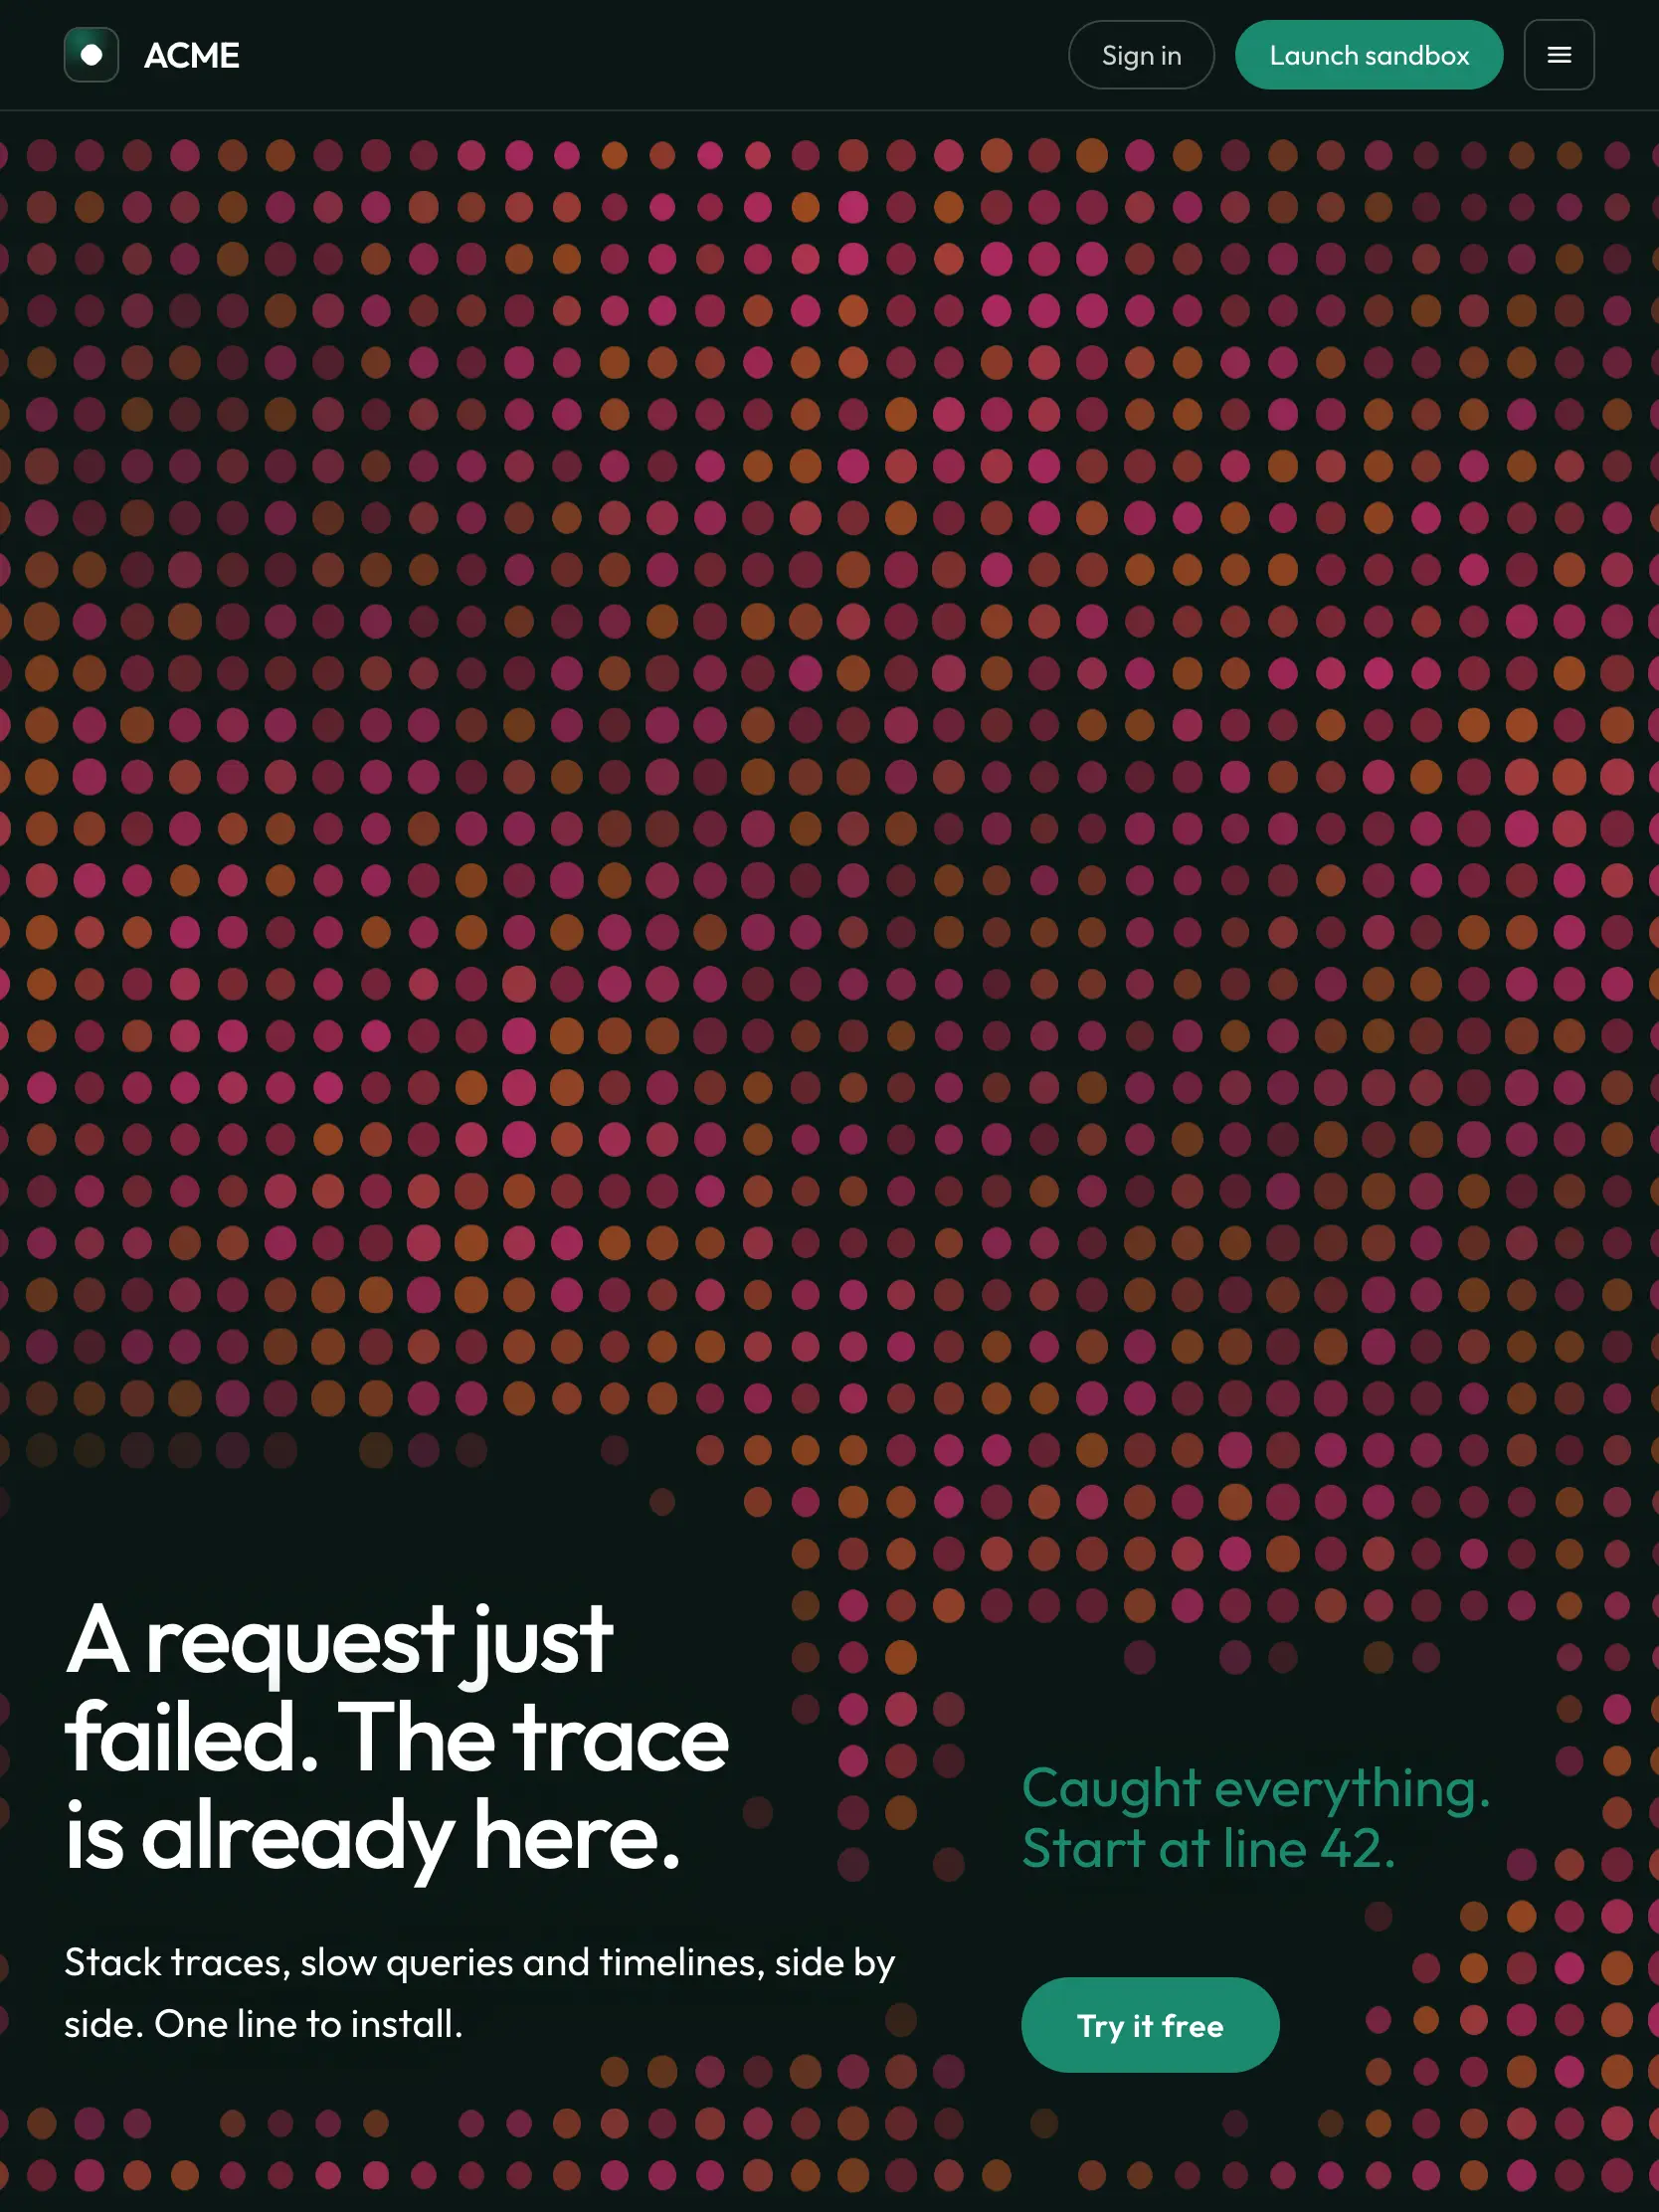 ACME
Sign in
Launch sandbox
A request just
failed. The trace
is already here.
Caught everything.
Start at line 42.
Stack traces, slow queries and timelines, side by
side. One line to install.
Try it free